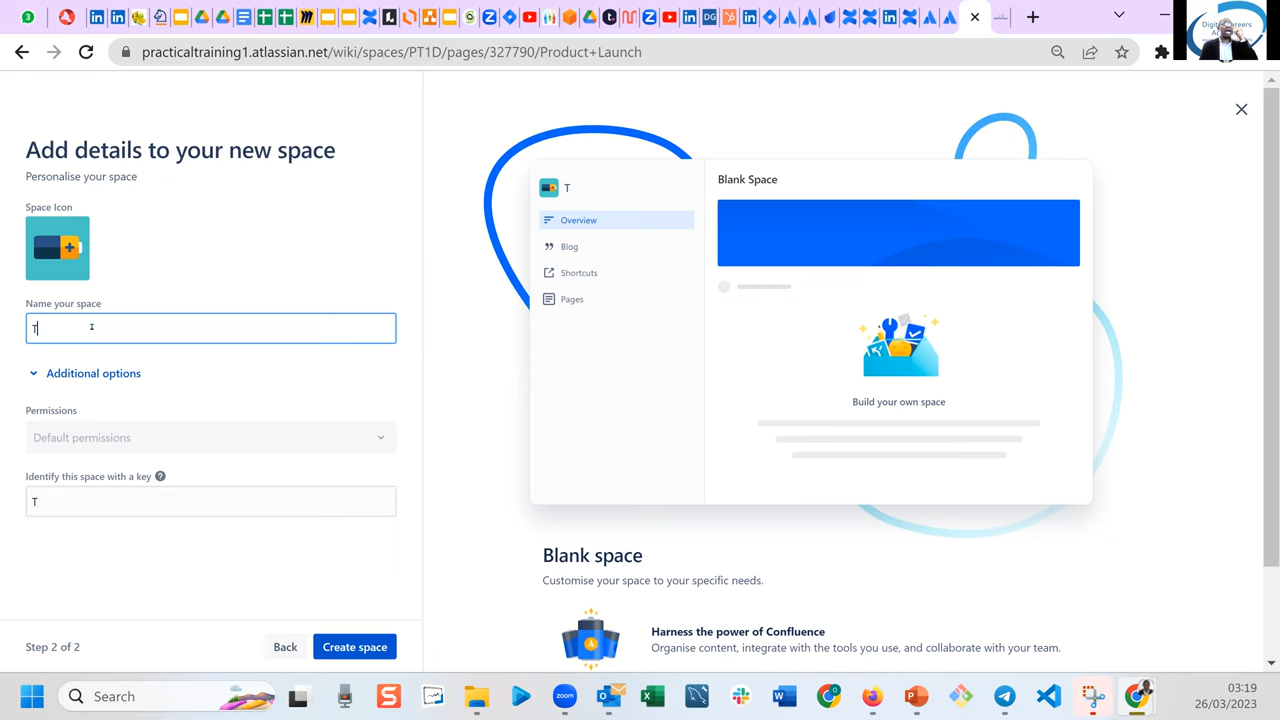 practicaltraining1.atlassian.net/wiki/spaces/PT1D/pages/327790/Product+Launch
Add details to your new space
Personalise your space
Space Icon
Name your space
T
Additional options
Permissions
Default permissions
Identify this space with a key
T
Step 2 of 2
Back
Create space
T
Overview
Blog
Shortcuts
Pages
Blank Space
Build your own space
Blank space
Customise your space to your specific needs.
Harness the power of Confluence
Organise content, integrate with the tools you use, and collaborate with your team.
Search
zoom
03:19
26/03/2023